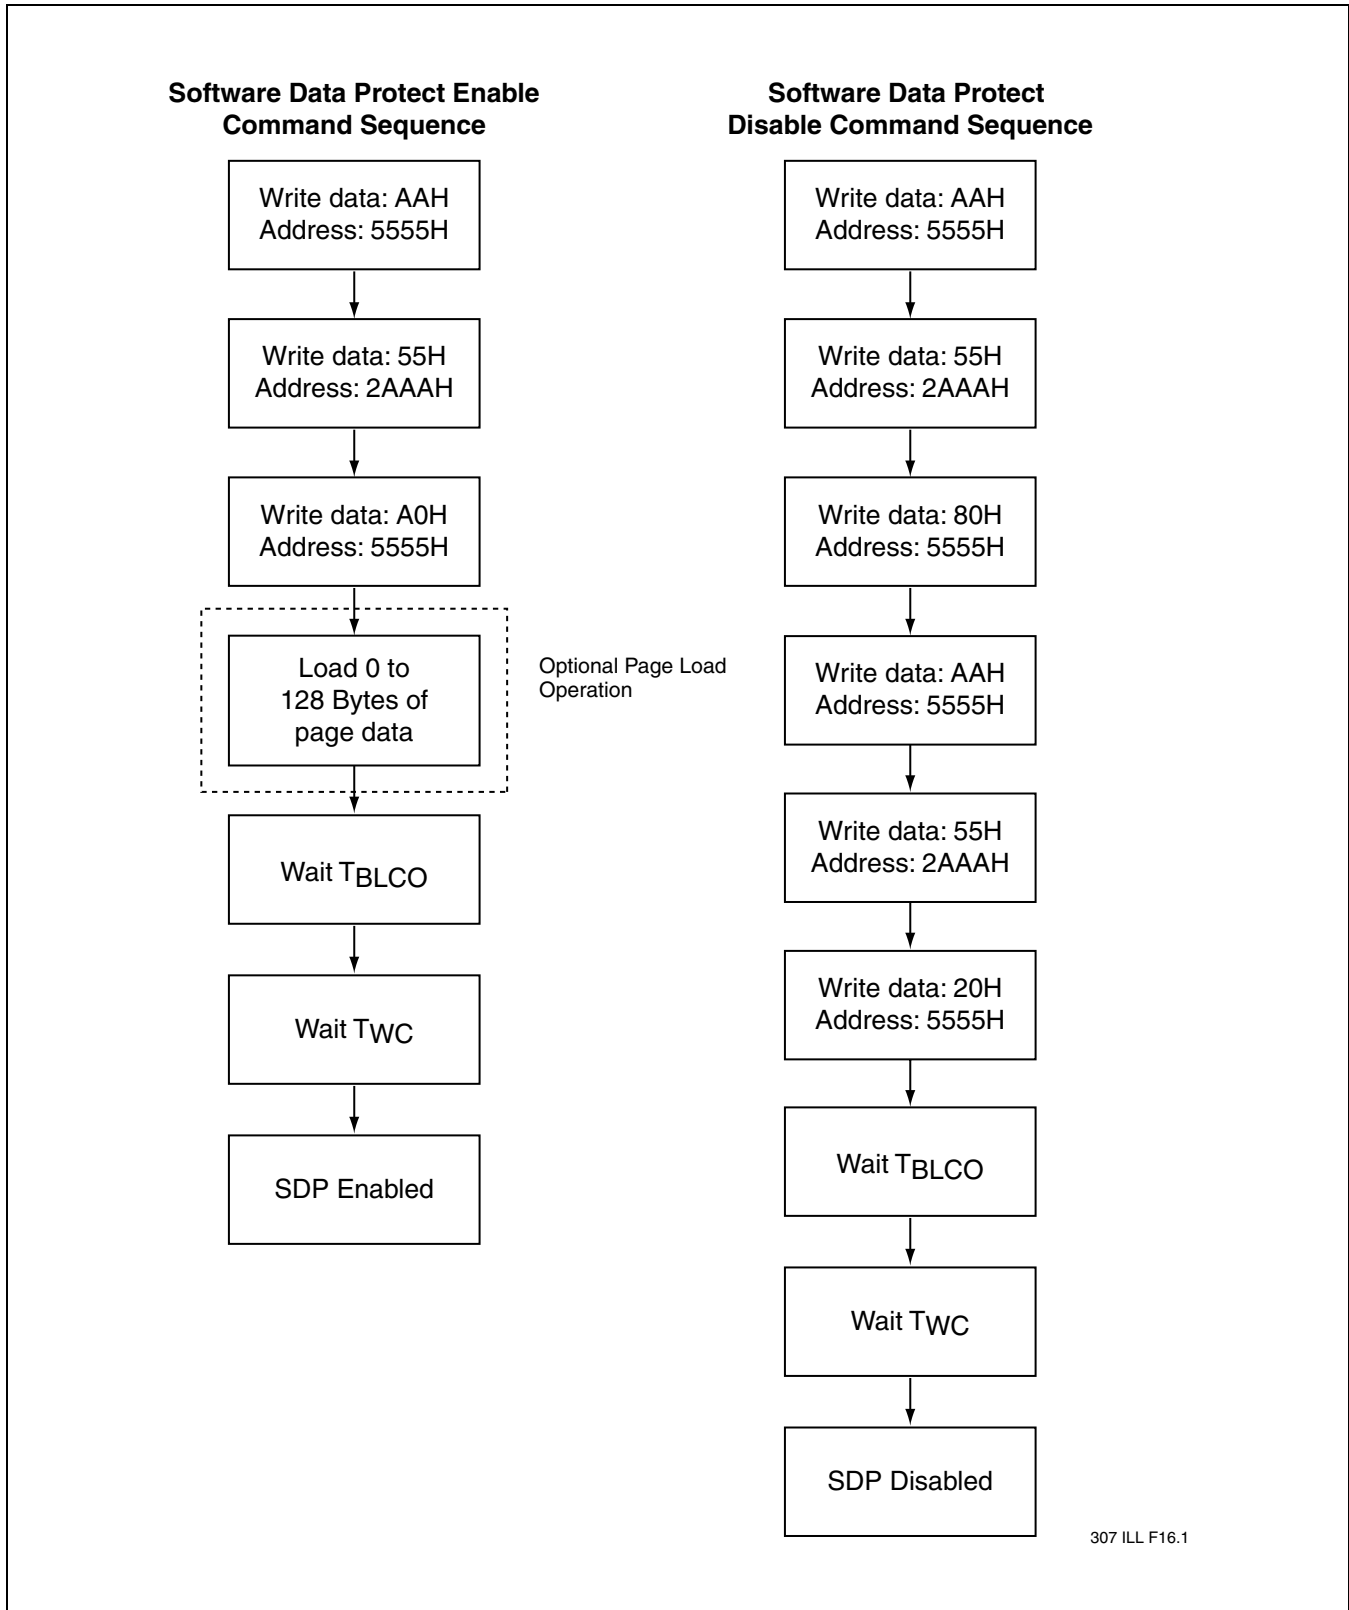 Software Data Protect Enable
Command Sequence
Write data: AAH
Address: 5555H
Write data: 55H
Address: 2AAAH
Write data: A0H
Address: 5555H
Load 0 to
128 Bytes of
page data
Optional Page Load
Operation
Wait TBLCO
Wait TWC
SDP Enabled
Software Data Protect
Disable Command Sequence
Write data: AAH
Address: 5555H
Write data: 55H
Address: 2AAAH
Write data: 80H
Address: 5555H
Write data: AAH
Address: 5555H
Write data: 55H
Address: 2AAAH
Write data: 20H
Address: 5555H
Wait TBLCO
Wait TWC
SDP Disabled
307 ILL F16.1